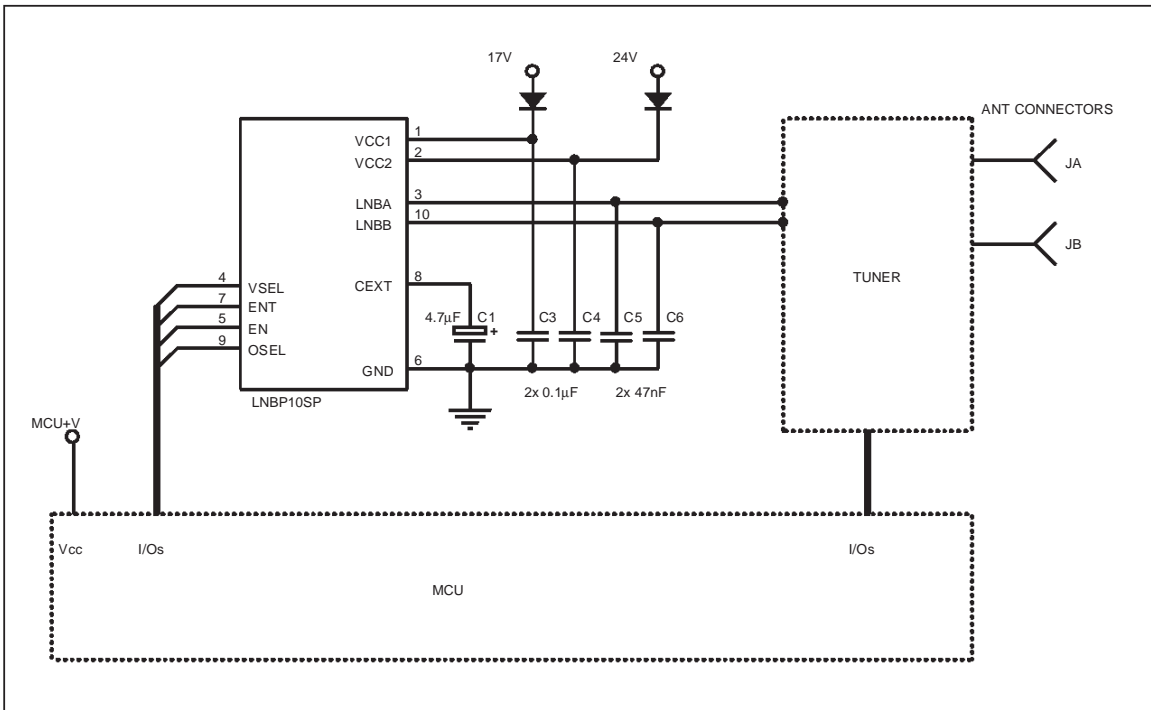 17V
24V
ANT CONNECTORS
VCC1
1
VCC2
2
JA
LNBA
3
LNBB
10
JB
TUNER
4
VSEL
CEXT
8
7
ENT
5
EN
4.7μF
C1
+
C3
C4
C5
C6
9
OSEL
GND
6
2x 0.1μF
2x 47nF
LNBP10SP
MCU+V
Vcc
I/Os
I/Os
MCU